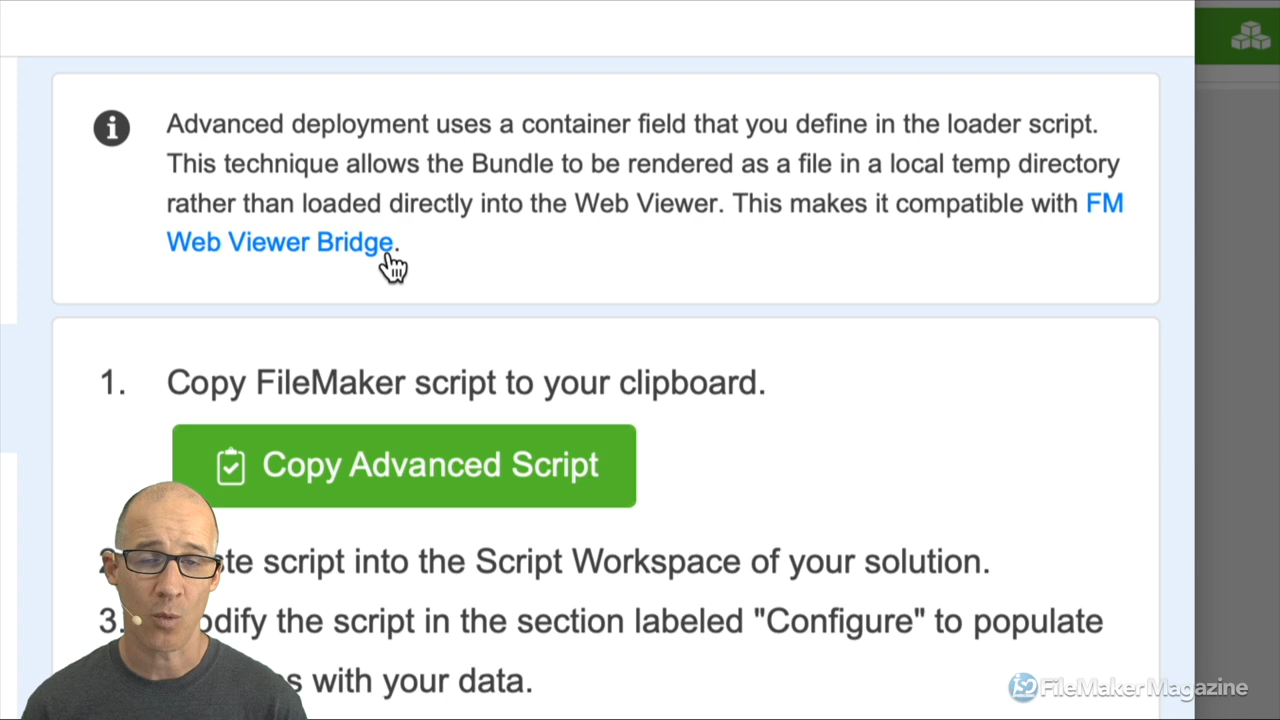 Advanced deployment uses a container field that you define in the loader script.
This technique allows the Bundle to be rendered as a file in a local temp directory
rather than loaded directly into the Web Viewer. This makes it compatible with FM
Web Viewer Bridge.
1. Copy FileMaker script to your clipboard.
Copy Advanced Script
script into the Script Workspace of your solution.
3. the script in the section labeled "Configure" to populate
with your data.
FileMakerMagazine